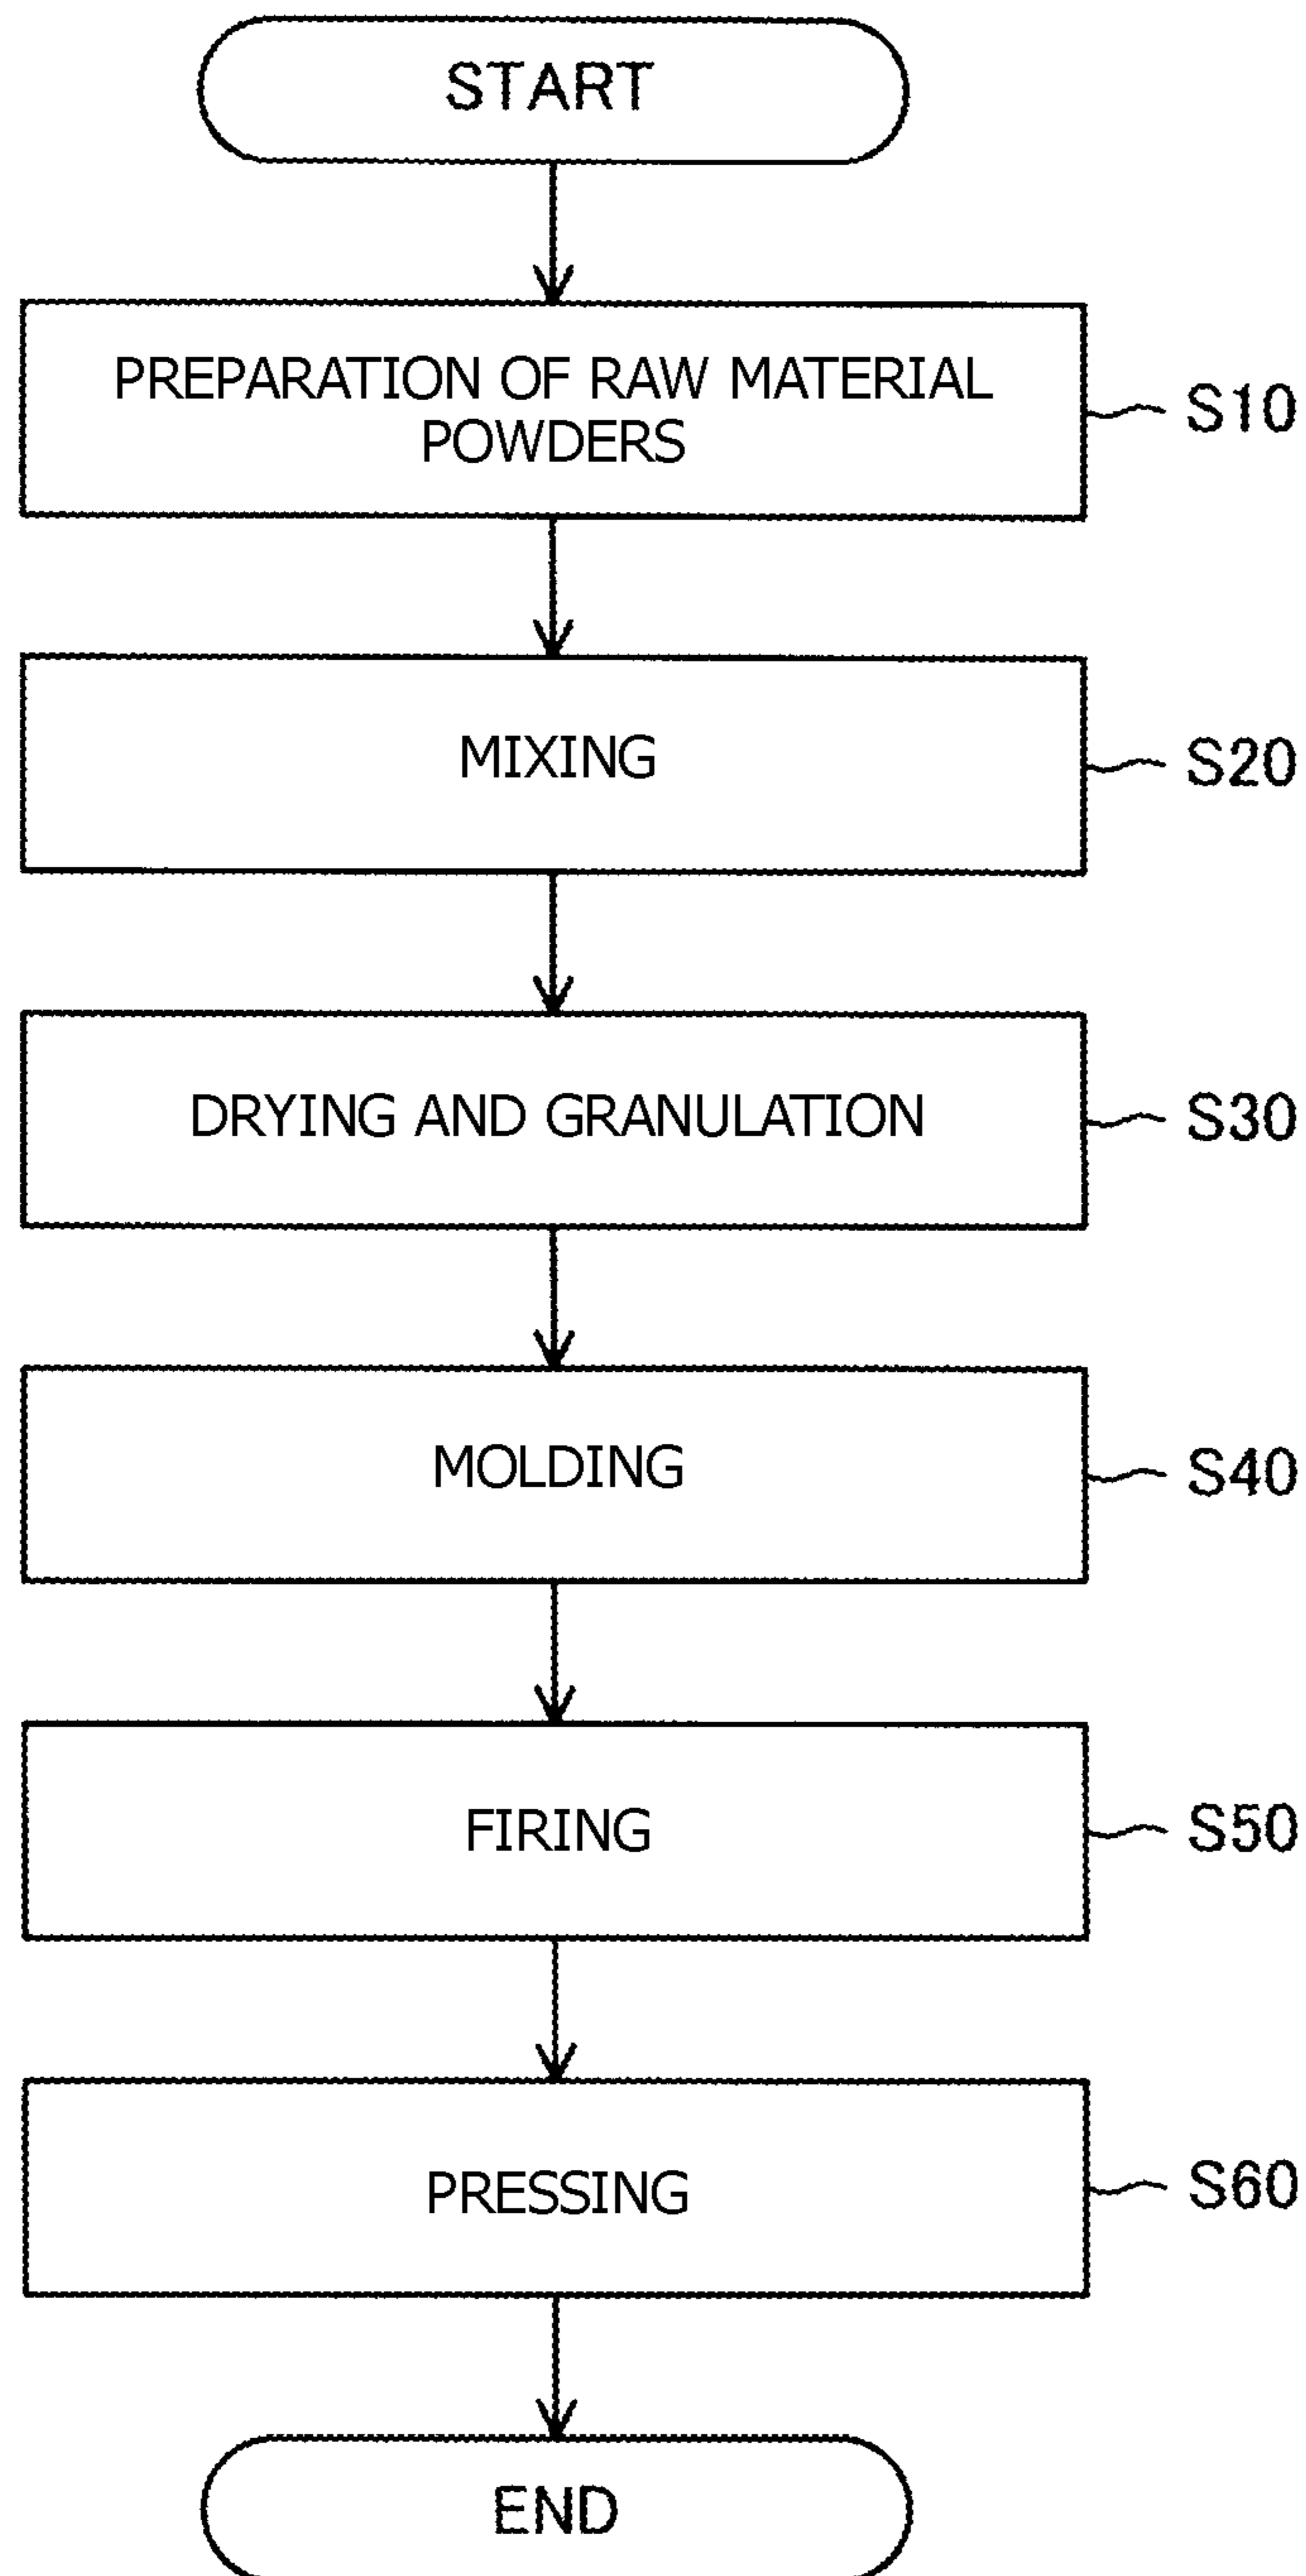 START
PREPARATION OF RAW MATERIAL
POWDERS
S10
MIXING
S20
DRYING AND GRANULATION
S30
MOLDING
S40
FIRING
S50
PRESSING
S60
END